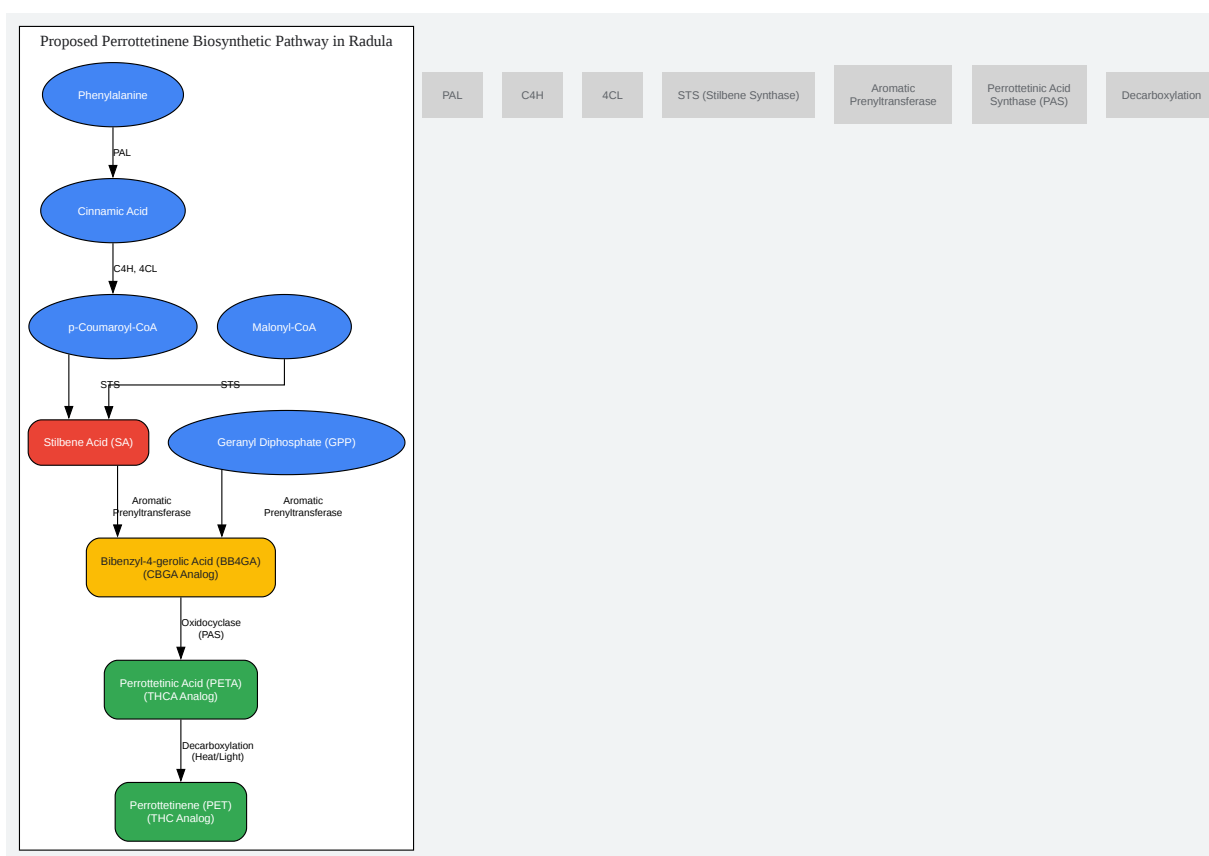 Proposed Perrottetinene Biosynthetic Pathway in Radula
Phenylalanine
PAL
Cinnamic Acid
C4H, 4CL
p-Coumaroyl-CoA
Malonyl-CoA
STS
STS
Stilbene Acid (SA)
Geranyl Diphosphate (GPP)
Aromatic
Prenyltransferase
Aromatic
Prenyltransferase
Bibenzyl-4-gerolic Acid (BB4GA)
(CBGA Analog)
Oxidocyclase
(PAS)
Perrottetinic Acid (PETA)
(THCA Analog)
Decarboxylation
(Heat/Light)
Perrottetinene (PET)
(THC Analog)
PAL
C4H
4CL
STS (Stilbene Synthase)
Aromatic
Prenyltransferase
Perrottetinic Acid
Synthase (PAS)
Decarboxylation